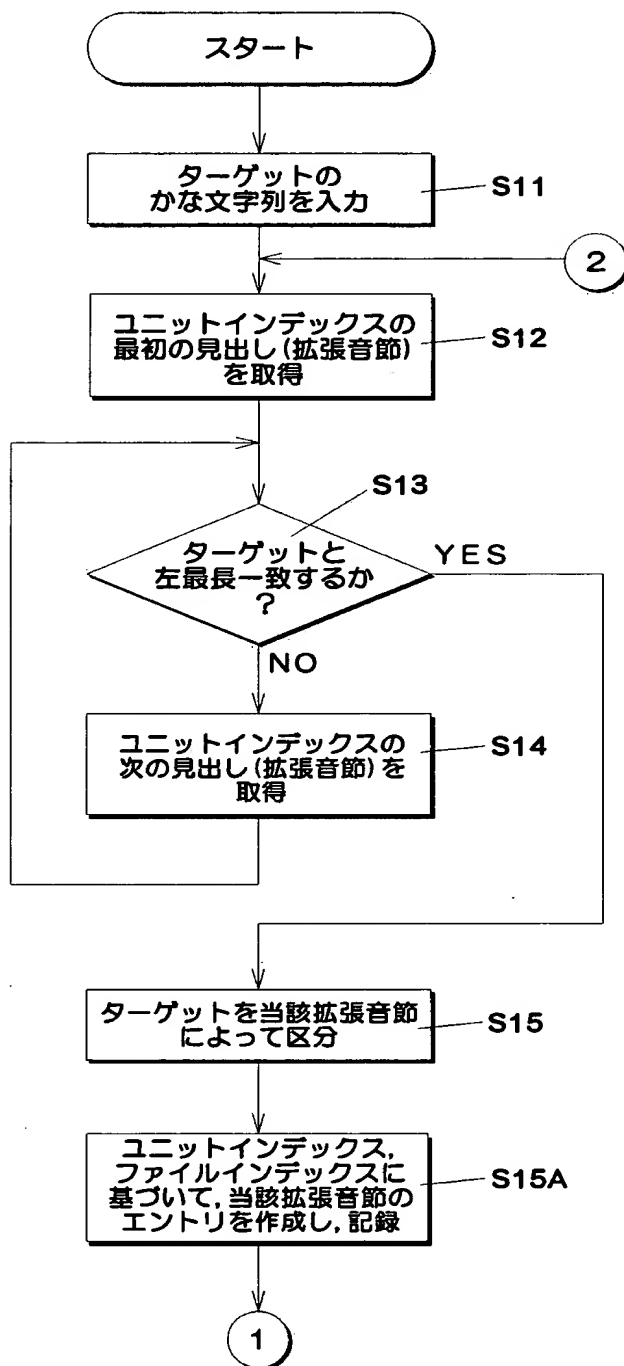 スタート
ターゲットの
かな文字列を入力
S11
2
ユニットインデックスの
最初の見出し(拡張音節)
を取得
S12
S13
ターゲットと
左最長一致するか
?
YES
NO
ユニットインデックスの
次の見出し(拡張音節)を
取得
S14
ターゲットを当該拡張音節
によって区分
S15
ユニットインデックス,
ファイルインデックスに
基づいて,当該拡張音節の
エントリを作成し,記録
S15A
1